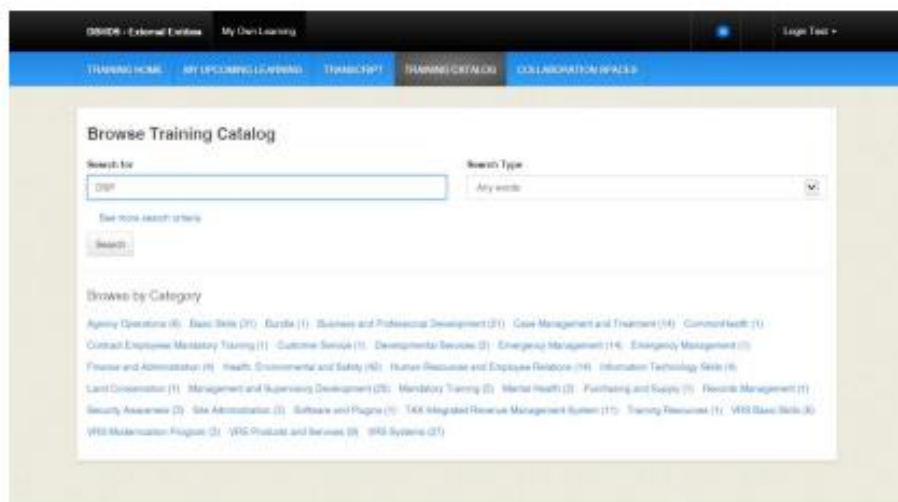 DBHDS - External Entities My Own Learning Login Test
TRAINING HOME MY UPCOMING LEARNING TRANSCRIPT TRAINING CATALOG COLLABORATION SPACES
Browse Training Catalog
Search for Search Type
DSP Any words
See more search criteria
Search
Browse by Category
Agency Operations (6) Basic Skills (31) Bundle (1) Business and Professional Development (21) Case Management and Treatment (14) CommonHealth (1)
Contract Employees Mandatory Training (1) Customer Service (1) Developmental Services (2) Emergency Management (14) Emergency Management (1)
Finance and Administration (4) Health, Environmental and Safety (42) Human Resources and Employee Relations (14) Information Technology Skills (4)
Land Conservation (1) Management and Supervisory Development (25) Mandatory Training (5) Mental Health (3) Purchasing and Supply (1) Records Management (1)
Security Awareness (3) Site Administration (3) Software and Plugins (1) TAX Integrated Revenue Management System (11) Training Resources (1) VRS Basic Skills (6)
VRS Modernization Program (3) VRS Products and Services (9) VRS Systems (27)